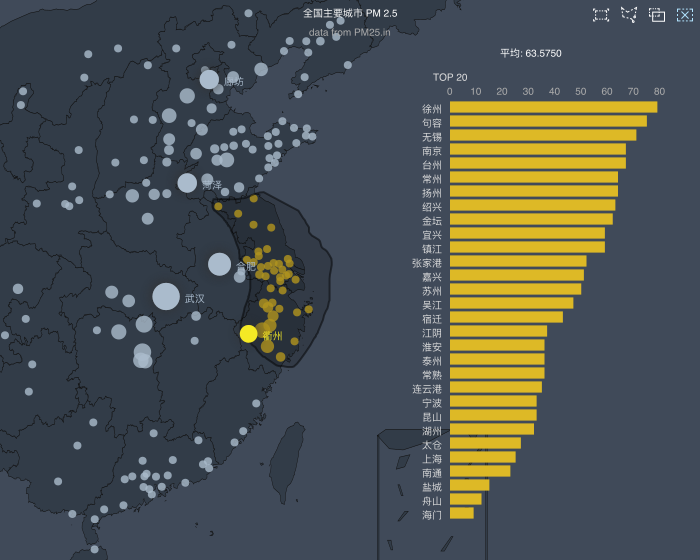 全国主要城市 PM 2.5
data from PM25.in
平均: 63.5750
TOP 20
0 10 20 30 40 50 60 70 80
徐州
句容
无锡
南京
台州
常州
扬州
绍兴
金坛
宜兴
镇江
张家港
嘉兴
苏州
吴江
宿迁
江阴
淮安
泰州
常熟
连云港
宁波
昆山
湖州
太仓
上海
南通
盐城
舟山
海门
廊坊
菏泽
合肥
武汉
衢州